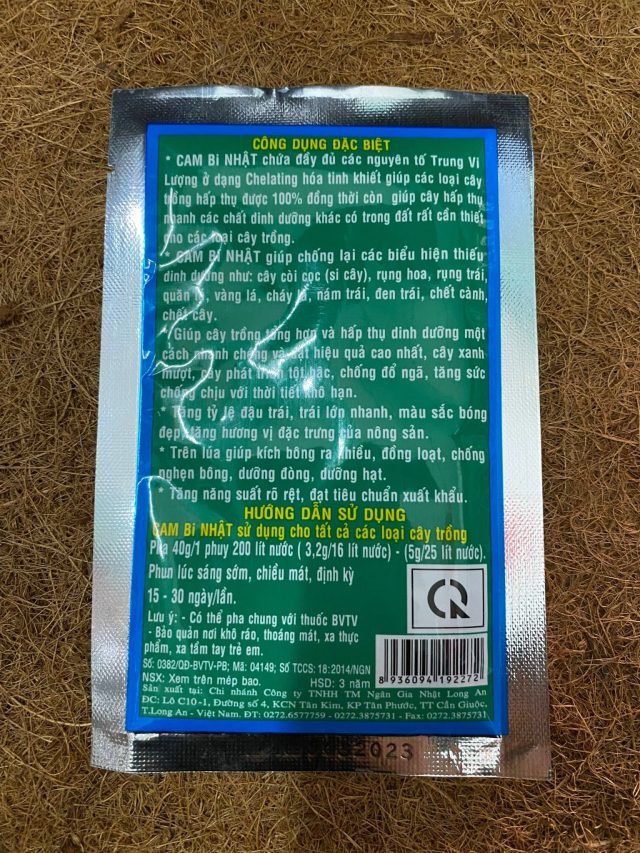 CÔNG DỤNG ĐẶC BIỆT
* CAM Bi NHẬT chứa đầy đủ các nguyên tố Trung Vi
Lượng ở dạng Chelating hóa tinh khiết giúp các loại cây
trồng hấp thụ được 100% đồng thời còn giúp cây hấp thụ
nhanh các chất dinh dưỡng khác có trong đất rất cần thiết
cho các loại cây trồng.
* CAM Bi NHẬT giúp chống lại các biểu hiện thiếu
dinh dưỡng như: cây còi cọc (si cây), rụng hoa, rụng trái,
quăn lá, vàng lá, cháy lá, nám trái, đen trái, chết cành,
chết cây.
* Giúp cây trồng tăng hơn và hấp thụ dinh dưỡng một
cách nhanh chóng và đạt hiệu quả cao nhất, cây xanh
mượt, cây phát triển tột bậc, chống đổ ngã, tăng sức
chống chịu với thời tiết khô hạn.
* Tăng tỷ lệ đậu trái, trái lớn nhanh, màu sắc bóng
đẹp, tăng hương vị đặc trưng của nông sản.
* Trên lúa giúp kích bông ra nhiều, đồng loạt, chống
nghẹn bông, dưỡng đòng, dưỡng hạt.
* Tăng năng suất rõ rệt, đạt tiêu chuẩn xuất khẩu.
HƯỚNG DẪN SỬ DỤNG
CAM Bi NHẬT sử dụng cho tất cả các loại cây trồng
Pha 40g/1 phuy 200 lít nước ( 3,2g/16 lít nước) - (5g/25 lít nước).
Phun lúc sáng sớm, chiều mát, định kỳ
15 - 30 ngày/lần.
Lưu ý: - Có thể pha chung với thuốc BVTV
- Bảo quản nơi khô ráo, thoáng mát, xa thực
phẩm, xa tầm tay trẻ em.
Số: 0382/QĐ-BVTV-PB; Mã: 04149; Số TCCS: 18:2014/NGN
NSX: Xem trên mép bao. HSD: 3 năm
8 936094 192272
Sản xuất tại: Chi nhánh Công ty TNHH TM Ngân Gia Nhật Long An
ĐC: Lô C10-1, Đường số 4, KCN Tân Kim, KP Tân Phước, TT Cần Giuộc,
T.Long An - Việt Nam. ĐT: 0272.6577759 - 0272.3875731 - Fax: 0272.3875731
2023